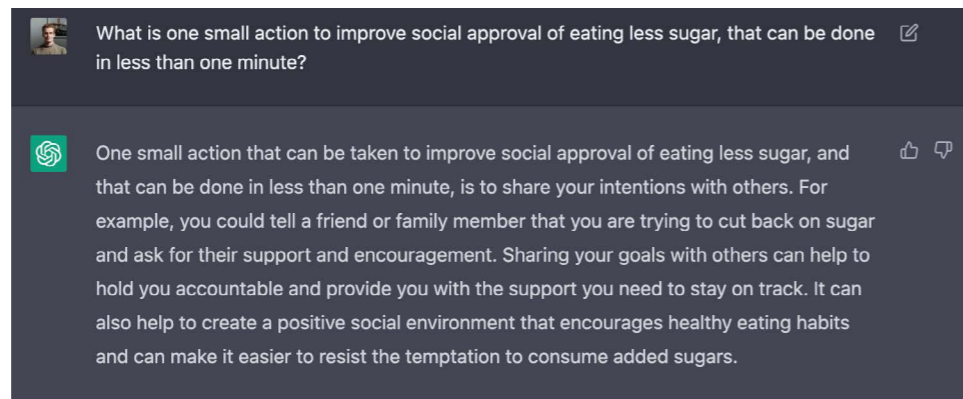 What is one small action to improve social approval of eating less sugar, that can be done
in less than one minute?
One small action that can be taken to improve social approval of eating less sugar, and
that can be done in less than one minute, is to share your intentions with others. For
example, you could tell a friend or family member that you are trying to cut back on sugar
and ask for their support and encouragement. Sharing your goals with others can help to
hold you accountable and provide you with the support you need to stay on track. It can
also help to create a positive social environment that encourages healthy eating habits
and can make it easier to resist the temptation to consume added sugars.